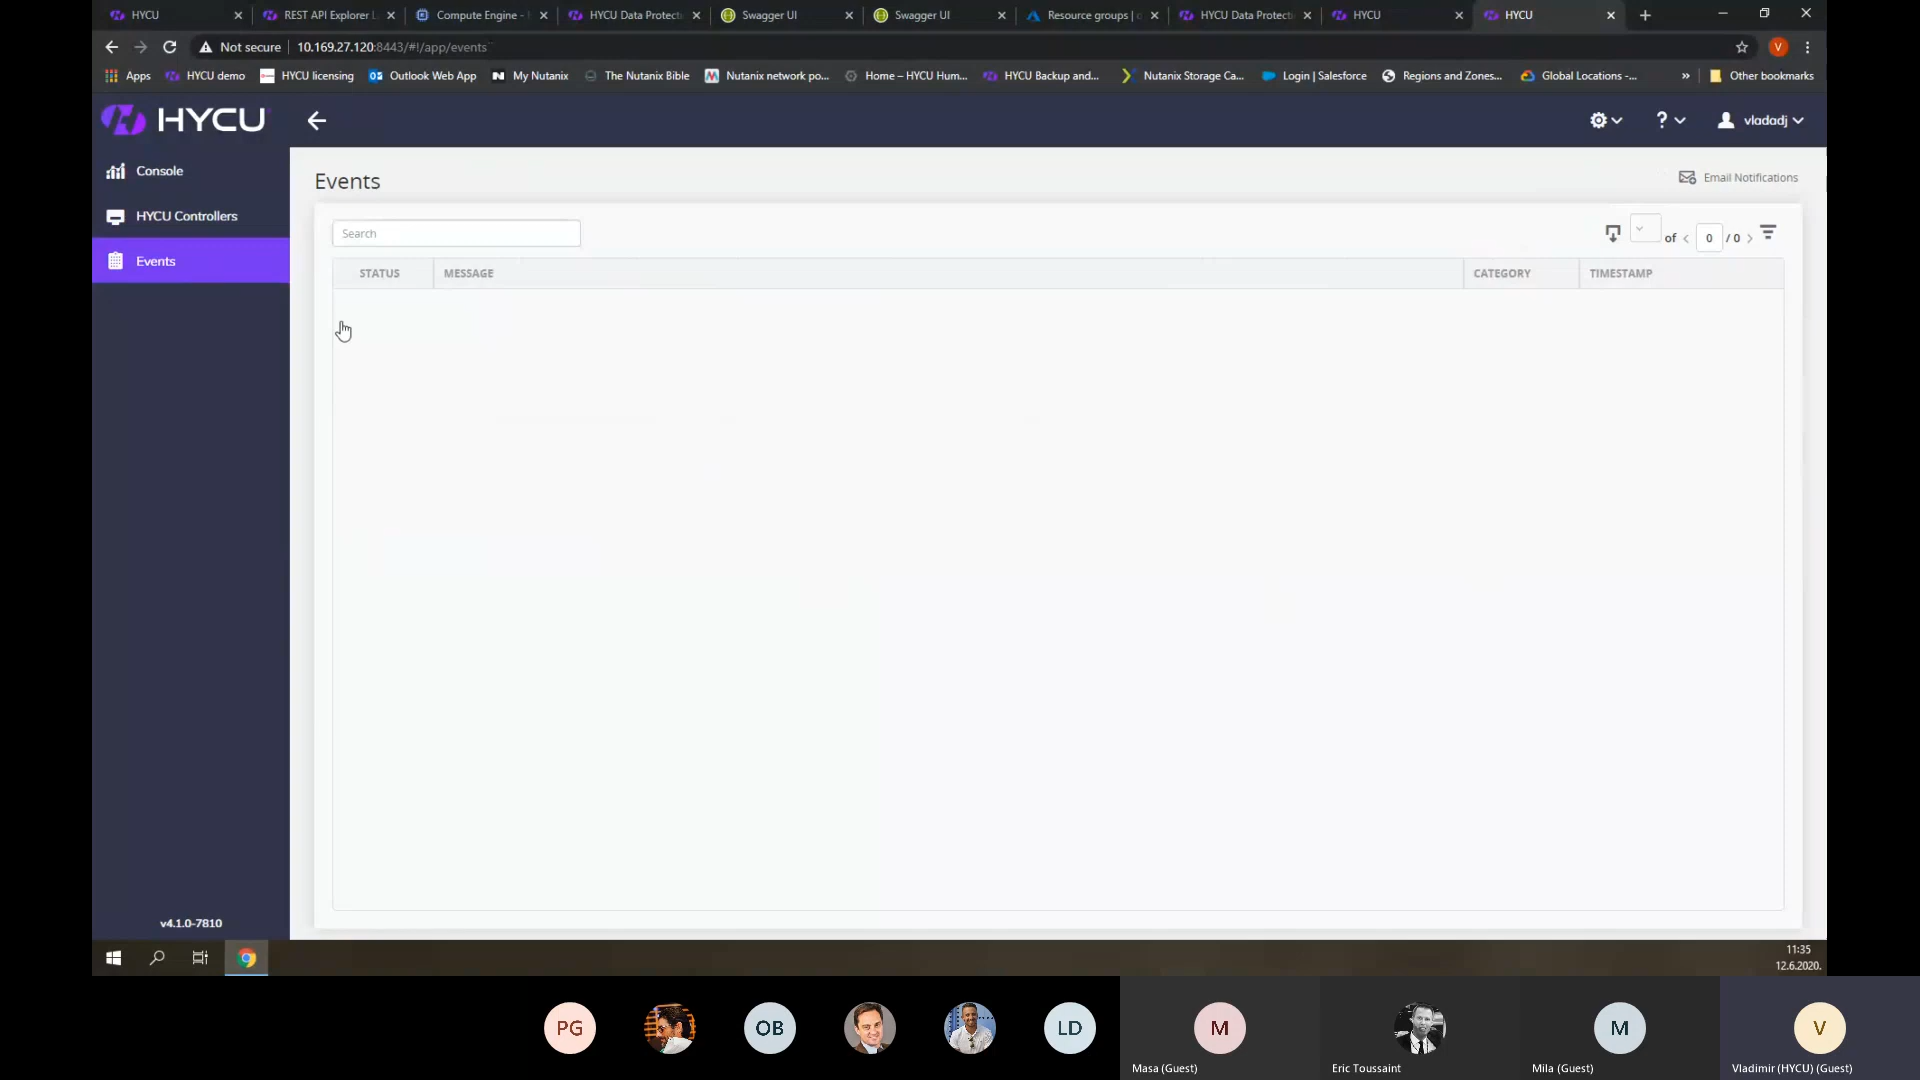 HYCU
REST API Explorer
Compute Engine -
HYCU Data Protect
Swagger UI
Swagger UI
Resource groups |
HYCU Data Protect
HYCU
HYCU
Not secure
10.169.27.120:8443/#!/app/events
V
Apps
HYCU demo
HYCU licensing
Outlook Web App
My Nutanix
The Nutanix Bible
Nutanix network po...
Home – HYCU Hum...
HYCU Backup and...
Nutanix Storage Ca...
Login | Salesforce
Regions and Zones...
Global Locations -...
»
Other bookmarks
HYCU
?
vladadj
Console
HYCU Controllers
Events
Events
Email Notifications
Search
of < 0 / 0 >
STATUS
MESSAGE
CATEGORY
TIMESTAMP
v4.1.0-7810
11:35
12.6.2020.
PG
OB
LD
M
M
V
Masa (Guest)
Eric Toussaint
Mila (Guest)
Vladimir (HYCU) (Guest)